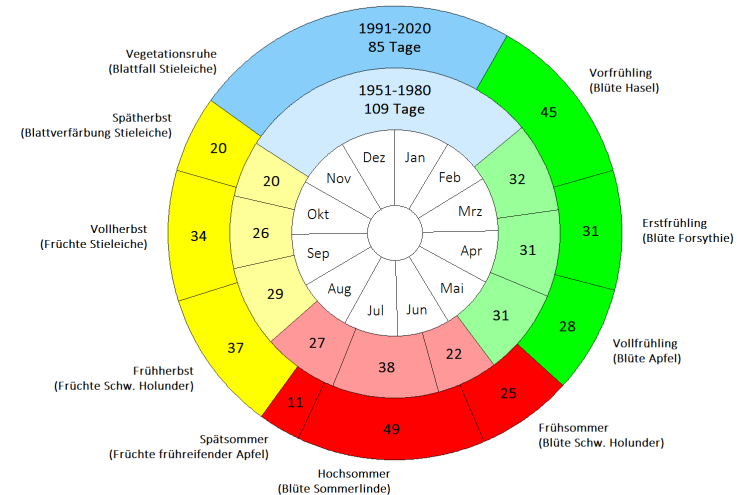 1991-2020
85 Tage
1951-1980
109 Tage
Vegetationsruhe
(Blattfall Stieleiche)
Vorfrühling
(Blüte Hasel)
45
32
Erstfrühling
(Blüte Forsythie)
31
31
Vollfrühling
(Blüte Apfel)
28
31
Frühsommer
(Blüte Schw. Holunder)
25
22
Hochsommer
(Blüte Sommerlinde)
49
38
Spätsommer
(Früchte frühreifender Apfel)
11
27
Frühherbst
(Früchte Schw. Holunder)
37
29
Vollherbst
(Früchte Stieleiche)
34
26
Spätherbst
(Blattverfärbung Stieleiche)
20
20
Jan
Feb
Mrz
Apr
Mai
Jun
Jul
Aug
Sep
Okt
Nov
Dez